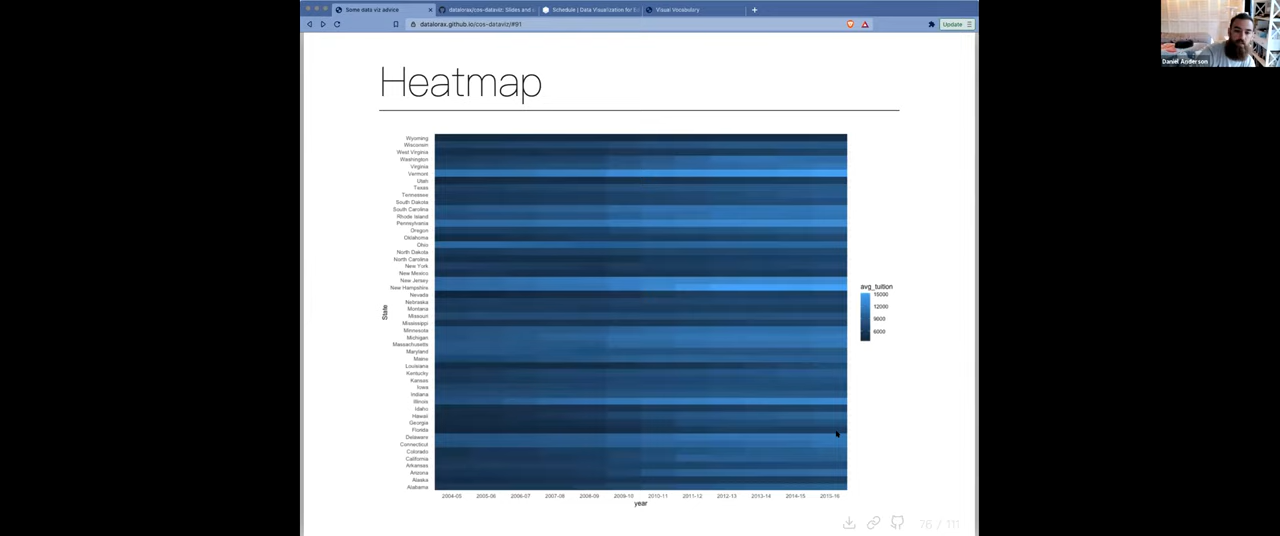 Some data viz advice
datalorax/cos-dataviz: Slides and c
Schedule | Data Visualization for S
Visual Vocabulary
datalorax.github.io/cos-dataviz/#91
Update
Daniel Anderson
Heatmap
Wyoming
Wisconsin
West Virginia
Washington
Virginia
Vermont
Utah
Texas
Tennessee
South Dakota
South Carolina
Rhode Island
Pennsylvania
Oregon
Oklahoma
Ohio
North Dakota
North Carolina
New York
New Mexico
New Jersey
New Hampshire
Nevada
Nebraska
Montana
Missouri
Mississippi
Minnesota
Michigan
Massachusetts
Maryland
Maine
Louisiana
Kentucky
Kansas
Iowa
Indiana
Illinois
Idaho
Hawaii
Georgia
Florida
Delaware
Connecticut
Colorado
California
Arkansas
Arizona
Alaska
Alabama
State
2004-05 2005-06 2006-07 2007-08 2008-09 2009-10 2010-11 2011-12 2012-13 2013-14 2014-15 2015-16
year
avg_tuition
15000
12000
9000
6000
76 / 111